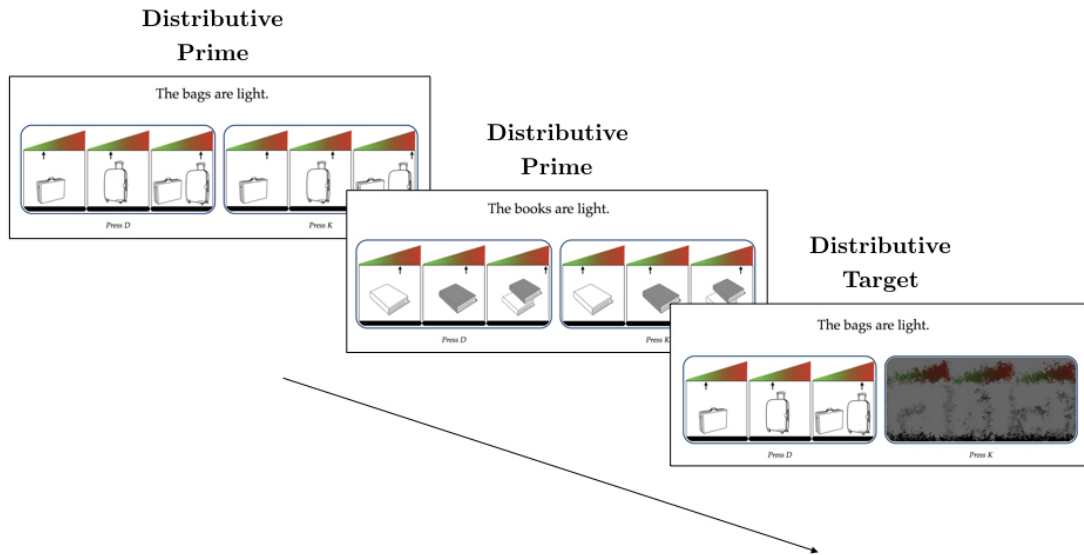 Distributive
Prime
The bags are light.
Press D
Press K
Distributive
Prime
The books are light.
Press D
Press K
Distributive
Target
The bags are light.
Press D
Press K